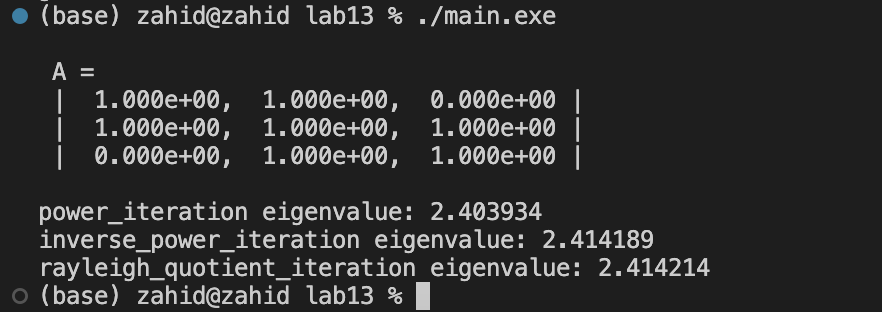 (base) zahid@zahid lab13 % ./main.exe
A =
| 1.000e+00, 1.000e+00, 0.000e+00 |
| 1.000e+00, 1.000e+00, 1.000e+00 |
| 0.000e+00, 1.000e+00, 1.000e+00 |
power_iteration eigenvalue: 2.403934
inverse_power_iteration eigenvalue: 2.414189
rayleigh_quotient_iteration eigenvalue: 2.414214
(base) zahid@zahid lab13 %